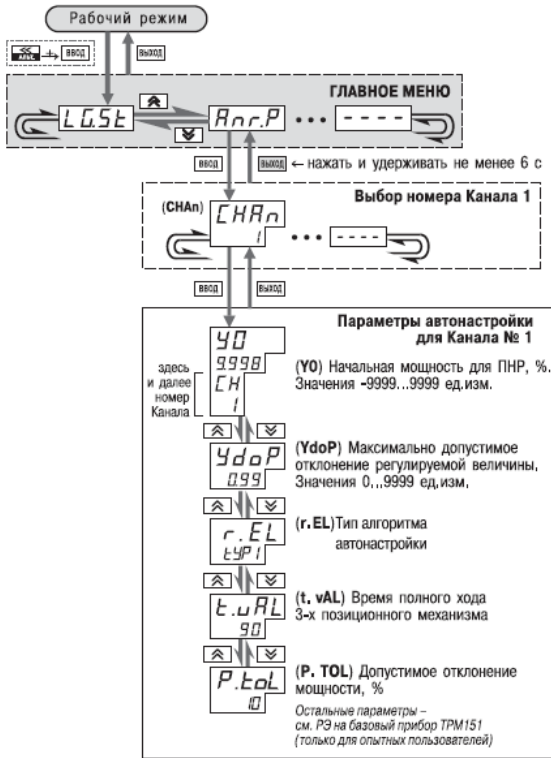 Рабочий режим
≪ + ВВОД
ВЫХОД
ГЛАВНОЕ МЕНЮ
LG.St
Anr.P
••• - - - -
ВВОД
ВЫХОД ← нажать и удерживать не менее 6 с
Выбор номера Канала 1
(CHAn)
CHAn
1
••• - - - -
ВВОД
ВЫХОД
Параметры автонастройки
для Канала № 1
Y0
9.998
CH
1
здесь
и далее
номер
Канала
(Y0) Начальная мощность для ПНР, %.
Значения -9999...9999 ед.изм.
YdoP
0.99
(YdoP) Максимально допустимое
отклонение регулируемой величины,
Значения 0,,,9999 ед,изм,
r.EL
tYP1
(r.EL)Тип алгоритма
автонастройки
t.vAL
90
(t. vAL) Время полного хода
3-х позиционного механизма
P.toL
10
(P. TOL) Допустимое отклонение
мощности, %
Остальные параметры –
см. РЭ на базовый прибор ТРМ151
(только для опытных пользователей)